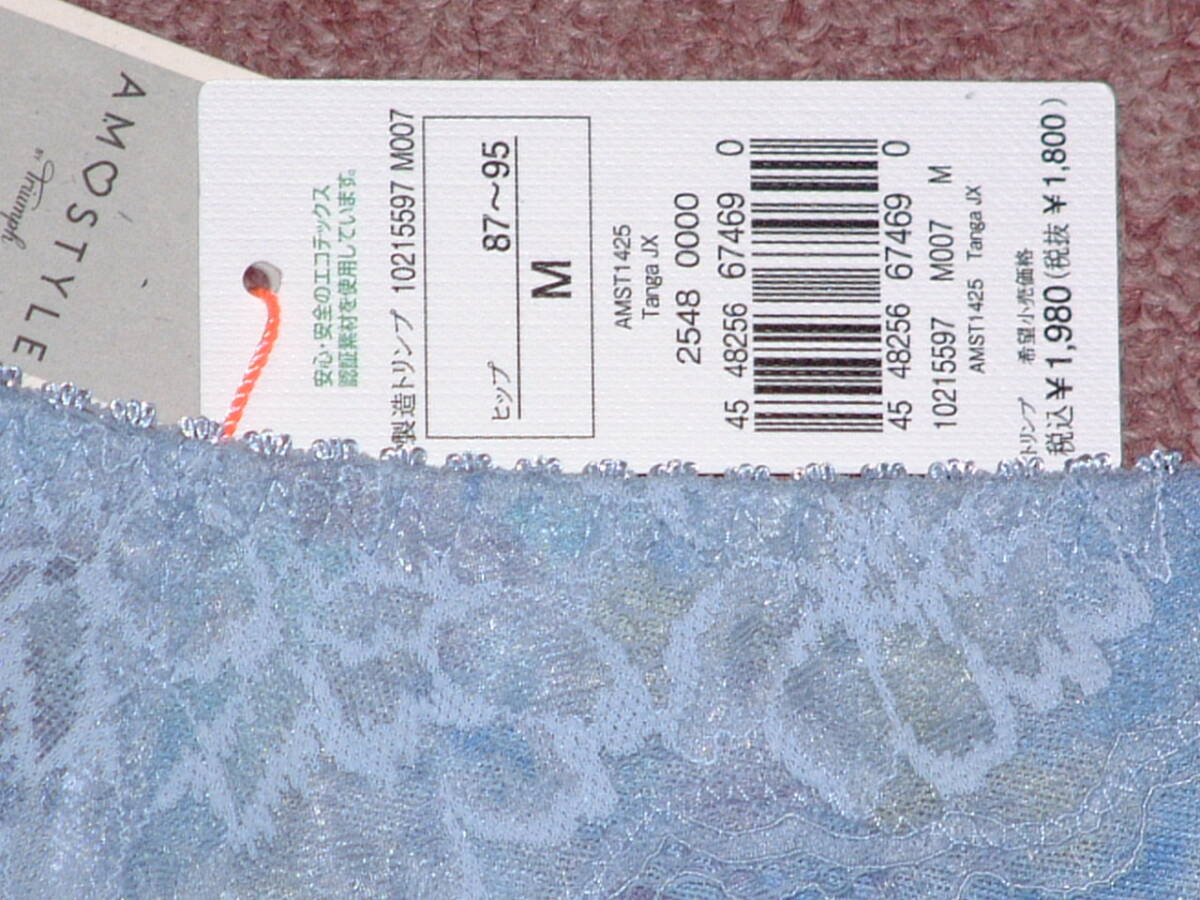 AMOSTYLE
BY Triumph
安心・安全のエコテックス
認証素材を使用しています。
製造トリンプ 10215597 M007
ヒップ 87～95
M
AMST1425
Tanga JX
2548 0000
45 48256 67469 0
45 48256 67469 0
10215597 M007 M
AMST1425 Tanga JX
トリンプ 希望小売価格
税込￥1,980(税抜￥1,800)